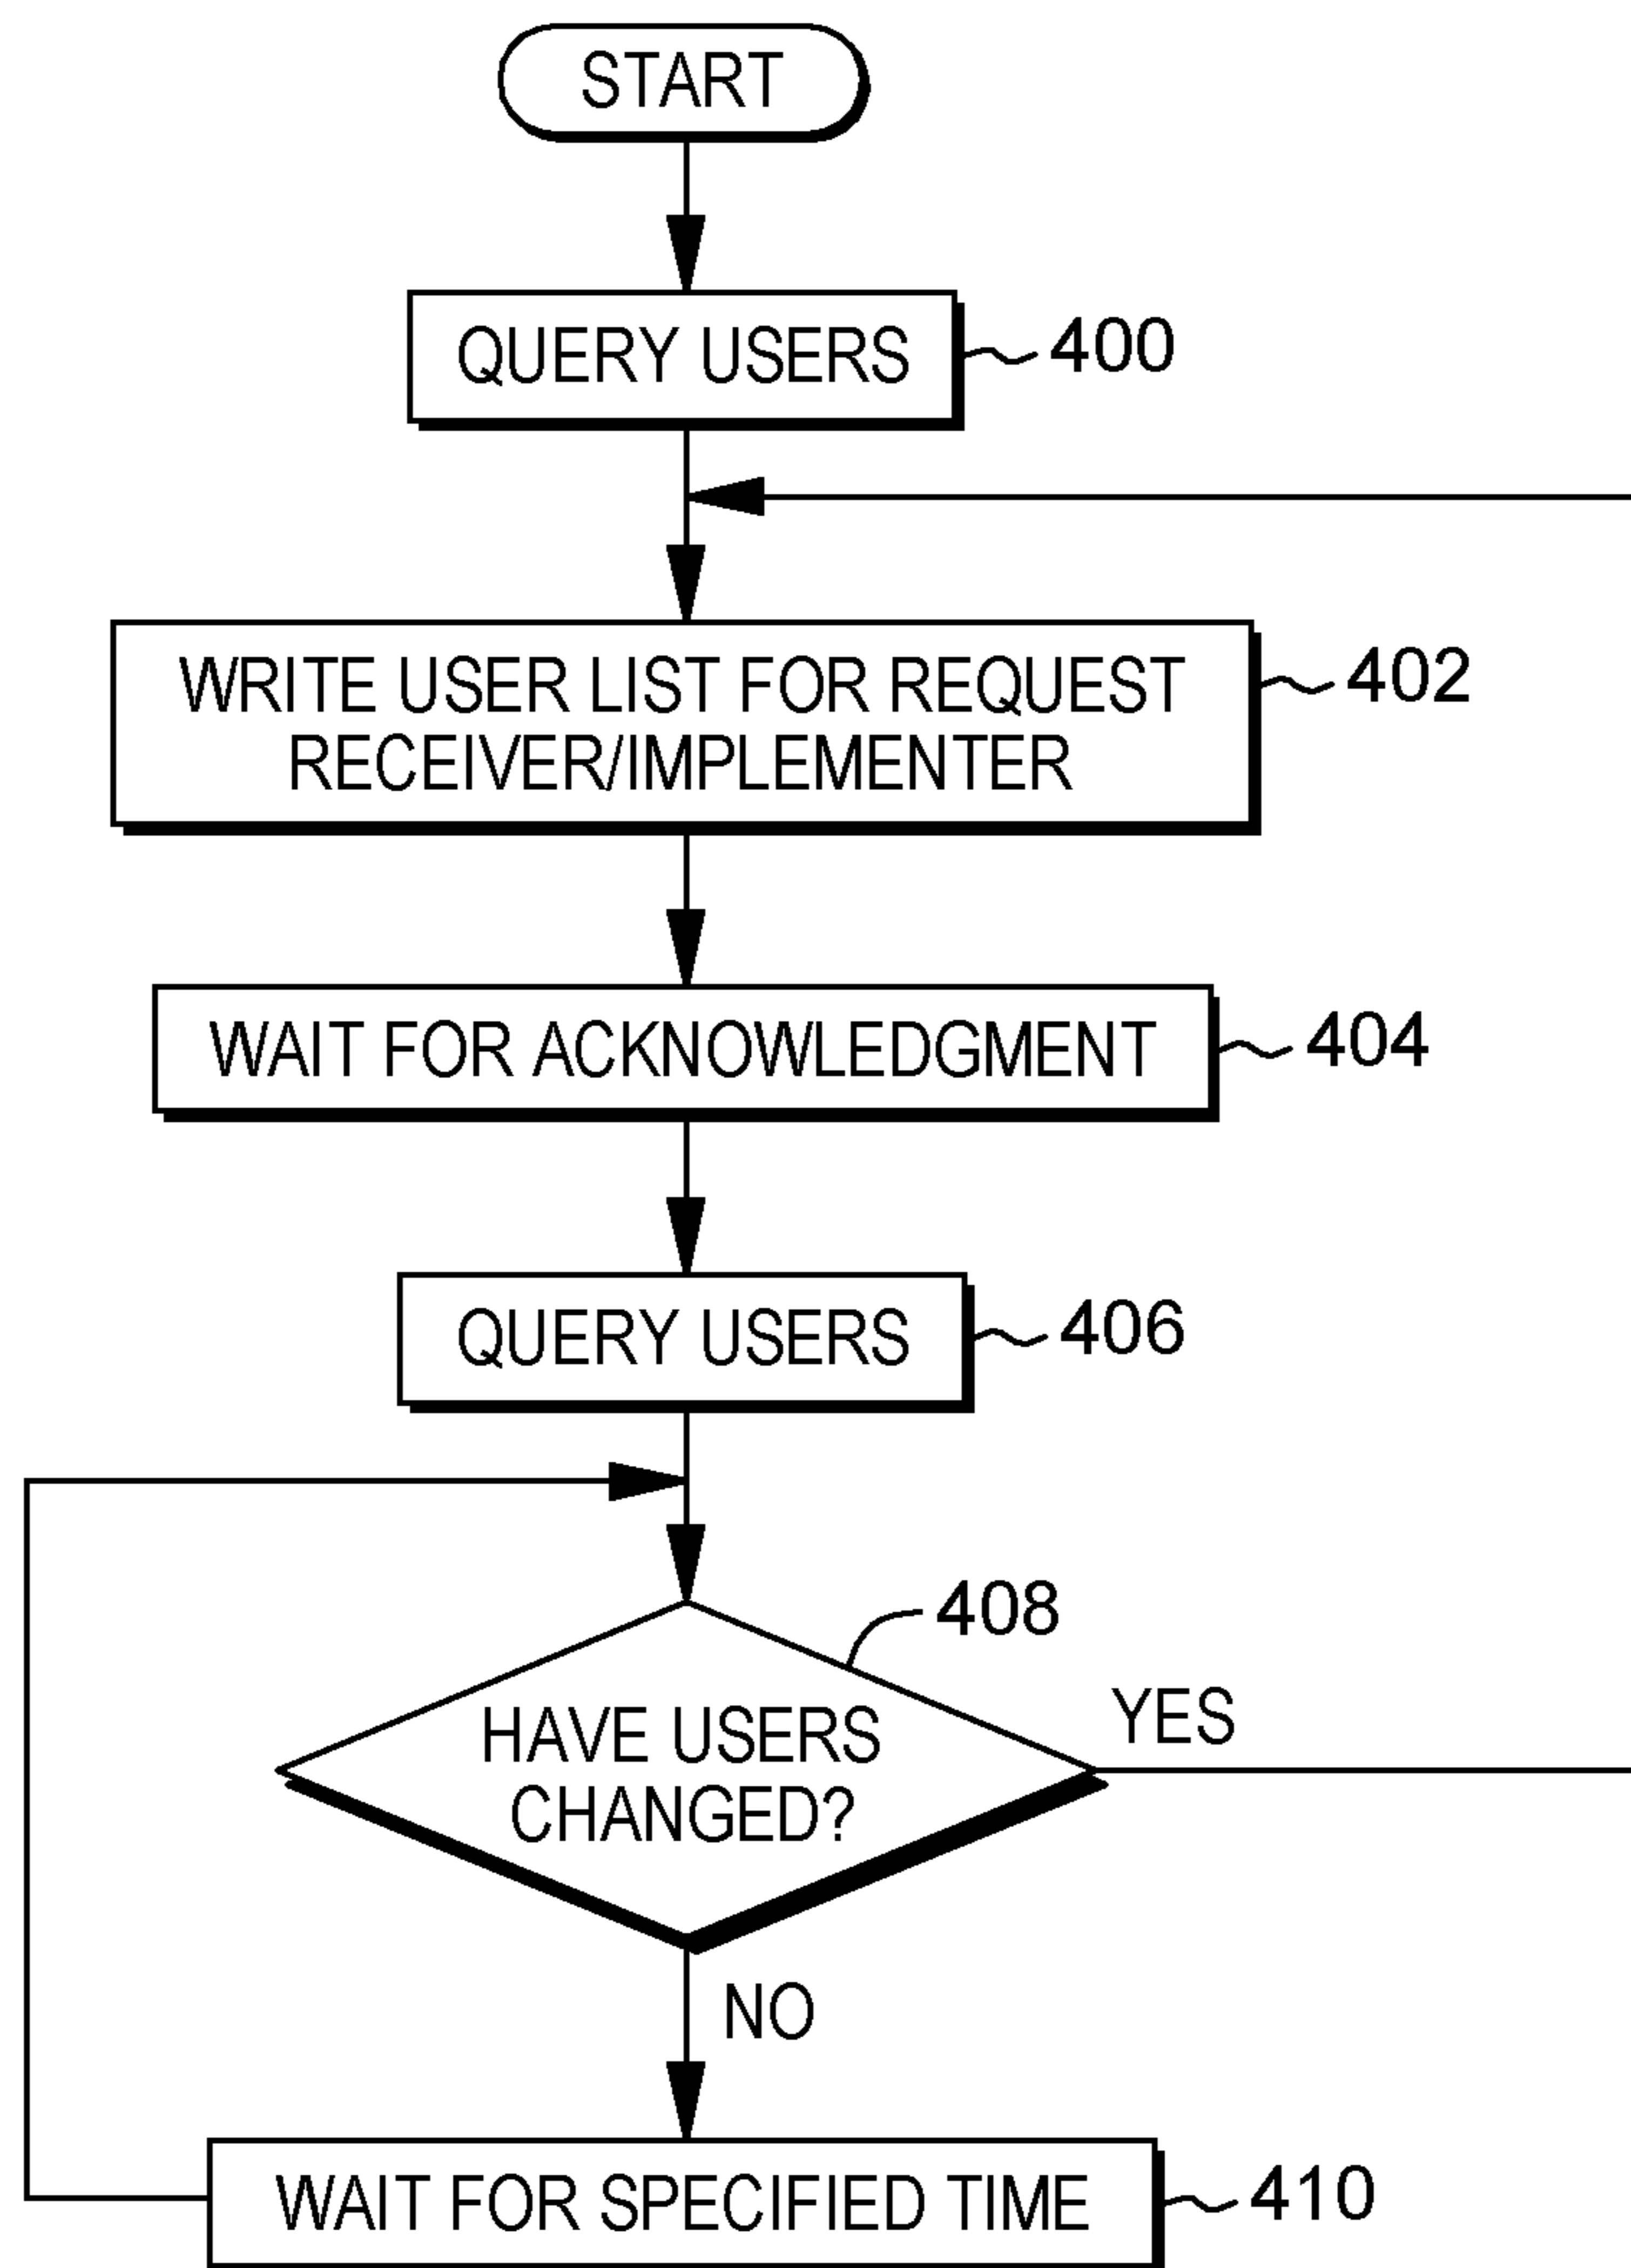 START
QUERY USERS
400
WRITE USER LIST FOR REQUEST
RECEIVER/IMPLEMENTER
402
WAIT FOR ACKNOWLEDGMENT
404
QUERY USERS
406
408
HAVE USERS
CHANGED?
YES
NO
WAIT FOR SPECIFIED TIME
410